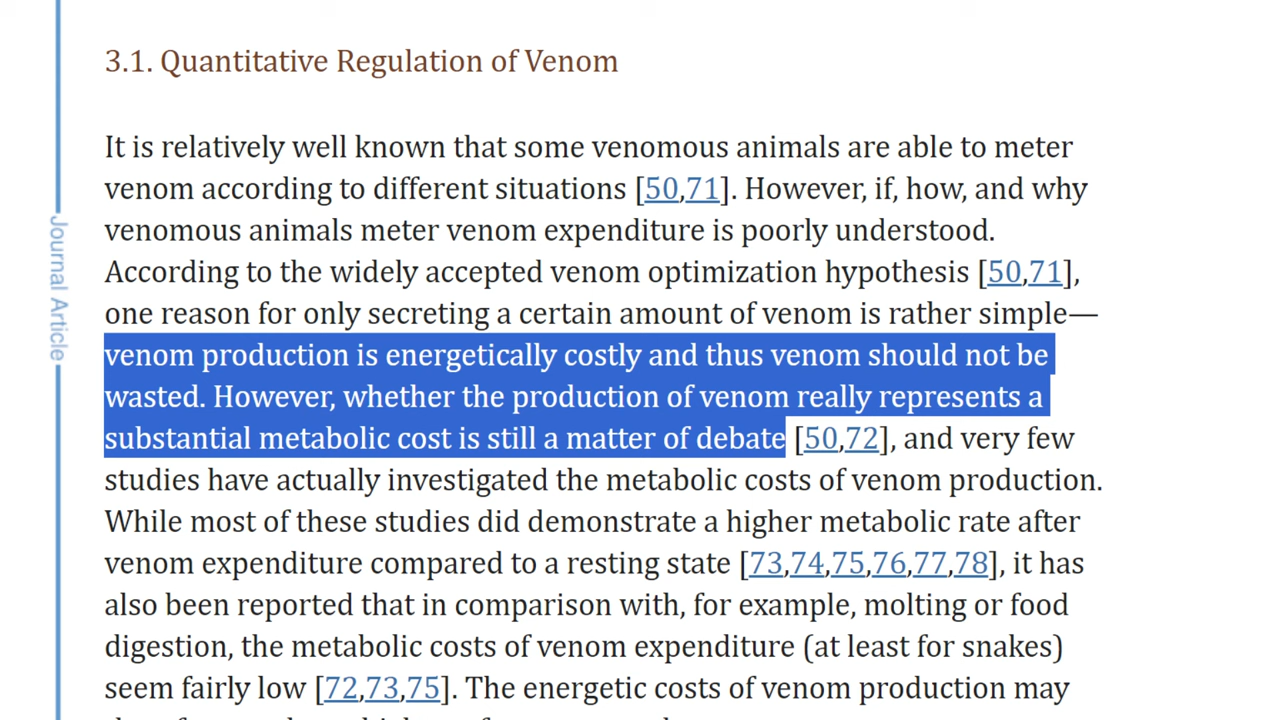 3.1. Quantitative Regulation of Venom
It is relatively well known that some venomous animals are able to meter
venom according to different situations [50,71]. However, if, how, and why
venomous animals meter venom expenditure is poorly understood.
According to the widely accepted venom optimization hypothesis [50,71],
one reason for only secreting a certain amount of venom is rather simple—
venom production is energetically costly and thus venom should not be
wasted. However, whether the production of venom really represents a
substantial metabolic cost is still a matter of debate [50,72], and very few
studies have actually investigated the metabolic costs of venom production.
While most of these studies did demonstrate a higher metabolic rate after
venom expenditure compared to a resting state [73,74,75,76,77,78], it has
also been reported that in comparison with, for example, molting or food
digestion, the metabolic costs of venom expenditure (at least for snakes)
seem fairly low [72,73,75]. The energetic costs of venom production may
Journal Article